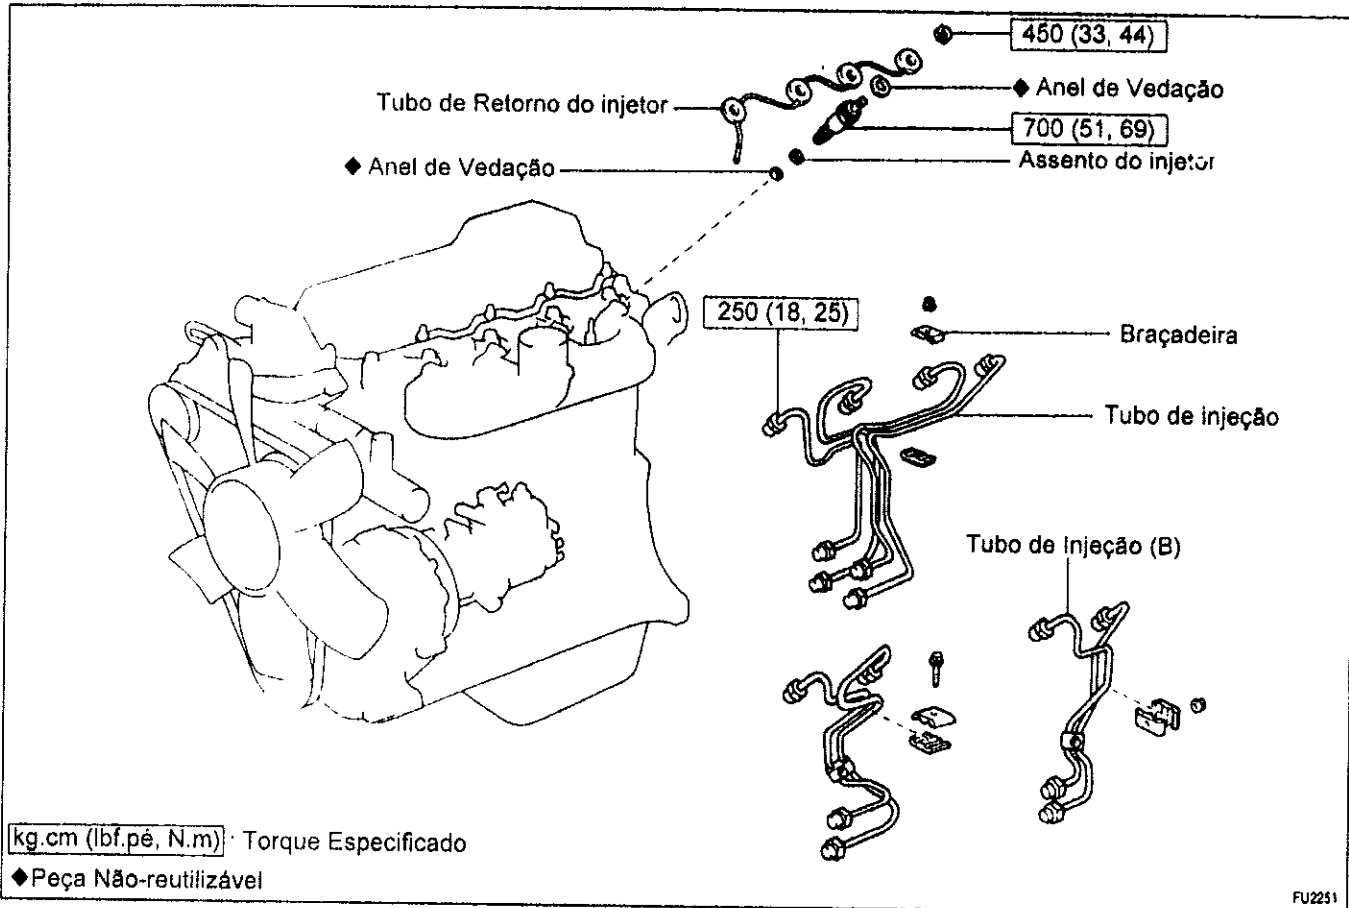 450 (33, 44)
Tubo de Retorno do injetor
◆ Anel de Vedação
700 (51, 69)
◆ Anel de Vedação
Assento do injetor
250 (18, 25)
Braçadeira
Tubo de injeção
Tubo de Injeção (B)
kg.cm (lbf.pé, N.m) : Torque Especificado
◆Peça Não-reutilizável
FU2251